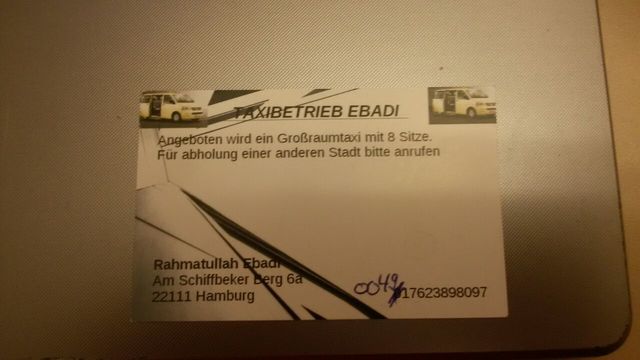 TAXIBETRIEB EBADI
Angeboten wird ein Großraumtaxi mit 8 Sitze.
Für abholung einer anderen Stadt bitte anrufen
Rahmatullah Ebadi
Am Schiffbeker Berg 6a
22111 Hamburg
0049 017623898097